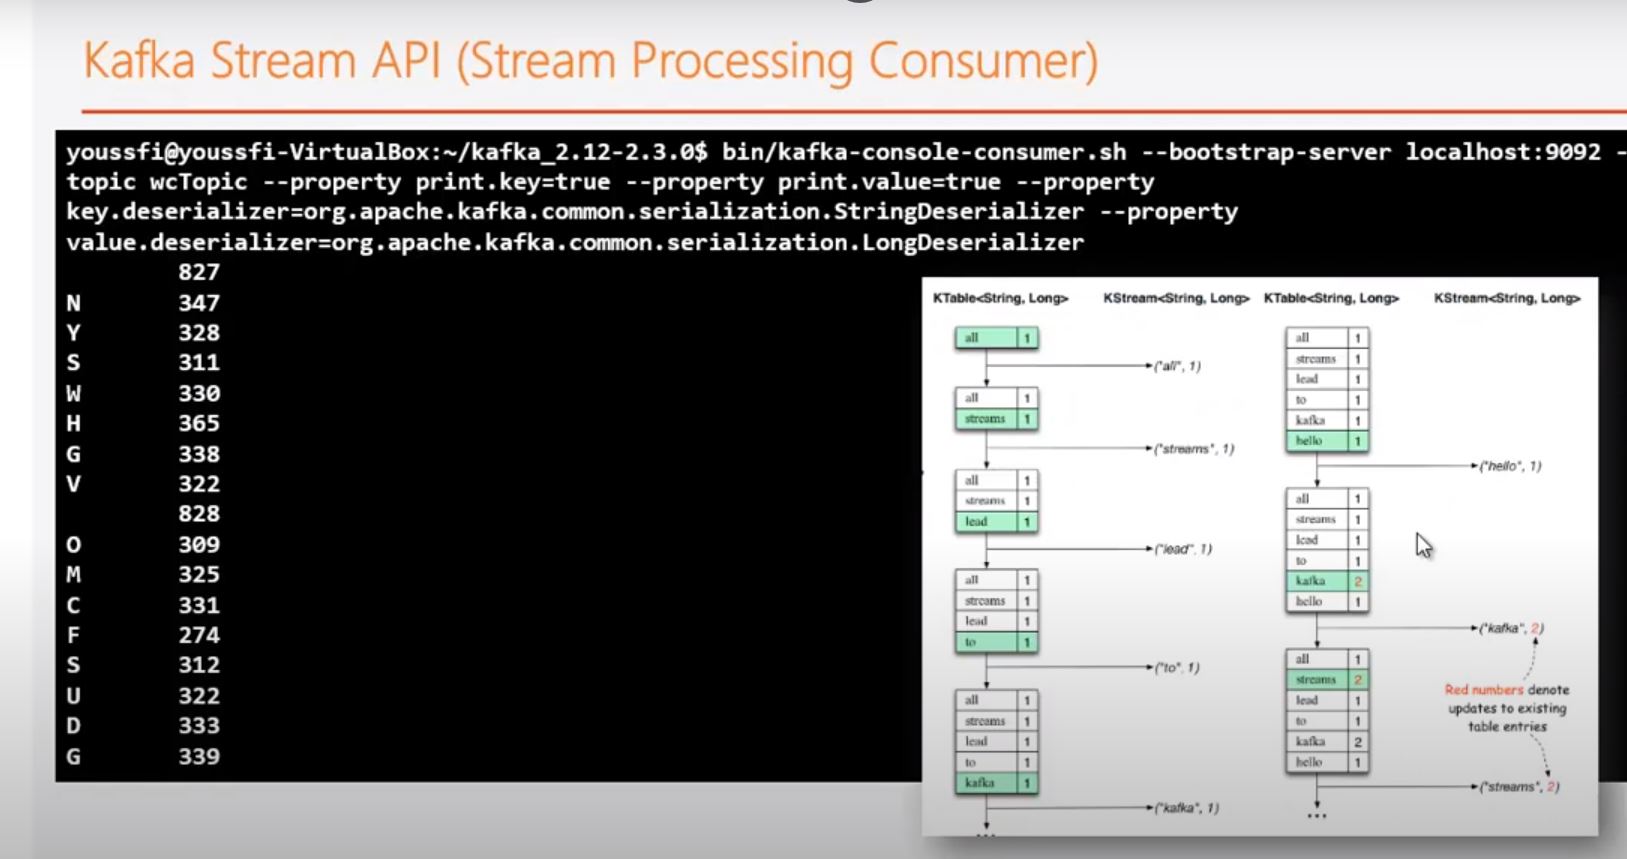 Kafka Stream API (Stream Processing Consumer)
youssfi@youssfi-VirtualBox:~/kafka_2.12-2.3.0$ bin/kafka-console-consumer.sh --bootstrap-server localhost:9092 -
topic wcTopic --property print.key=true --property print.value=true --property
key.deserializer=org.apache.kafka.common.serialization.StringDeserializer --property
value.deserializer=org.apache.kafka.common.serialization.LongDeserializer
827
N 347
Y 328
S 311
W 330
H 365
G 338
V 322
828
O 309
M 325
C 331
F 274
S 312
U 322
D 333
G 339
KTable<String, Long> KStream<String, Long> KTable<String, Long> KStream<String, Long>
all 1
("all", 1)
all 1
streams 1
("streams", 1)
all 1
streams 1
lead 1
("lead", 1)
all 1
streams 1
lead 1
to 1
("to", 1)
all 1
streams 1
lead 1
to 1
kafka 1
("kafka", 1)
...
all 1
streams 1
lead 1
to 1
kafka 1
hello 1
("hello", 1)
all 1
streams 1
lead 1
to 1
kafka 2
hello 1
("kafka", 2)
all 1
streams 2
lead 1
to 1
kafka 2
hello 1
Red numbers denote
updates to existing
table entries
("streams", 2)
...